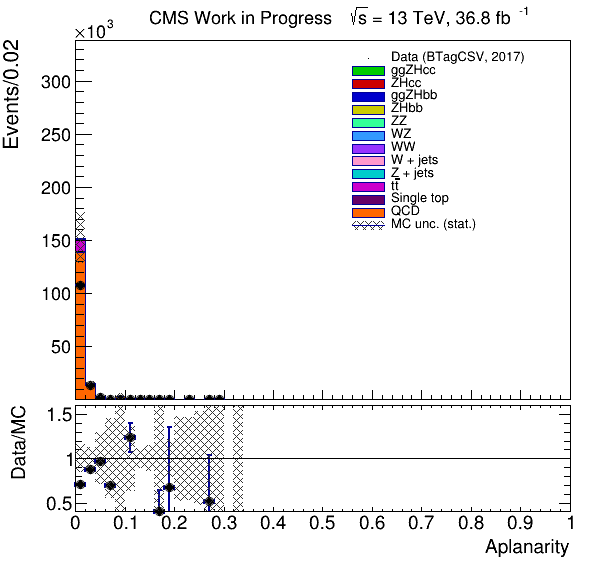 CMS Work in Progress √s = 13 TeV, 36.8 fb⁻¹
×10³
Events/0.02
300
250
200
150
100
50
Data (BTagCSV, 2017)
ggZHcc
ZHcc
ggZHbb
ZHbb
ZZ
WZ
WW
W + jets
Z + jets
tt̅
Single top
QCD
MC unc. (stat.)
Data/MC
1.5
1
0.5
0 0.1 0.2 0.3 0.4 0.5 0.6 0.7 0.8 0.9 1
Aplanarity